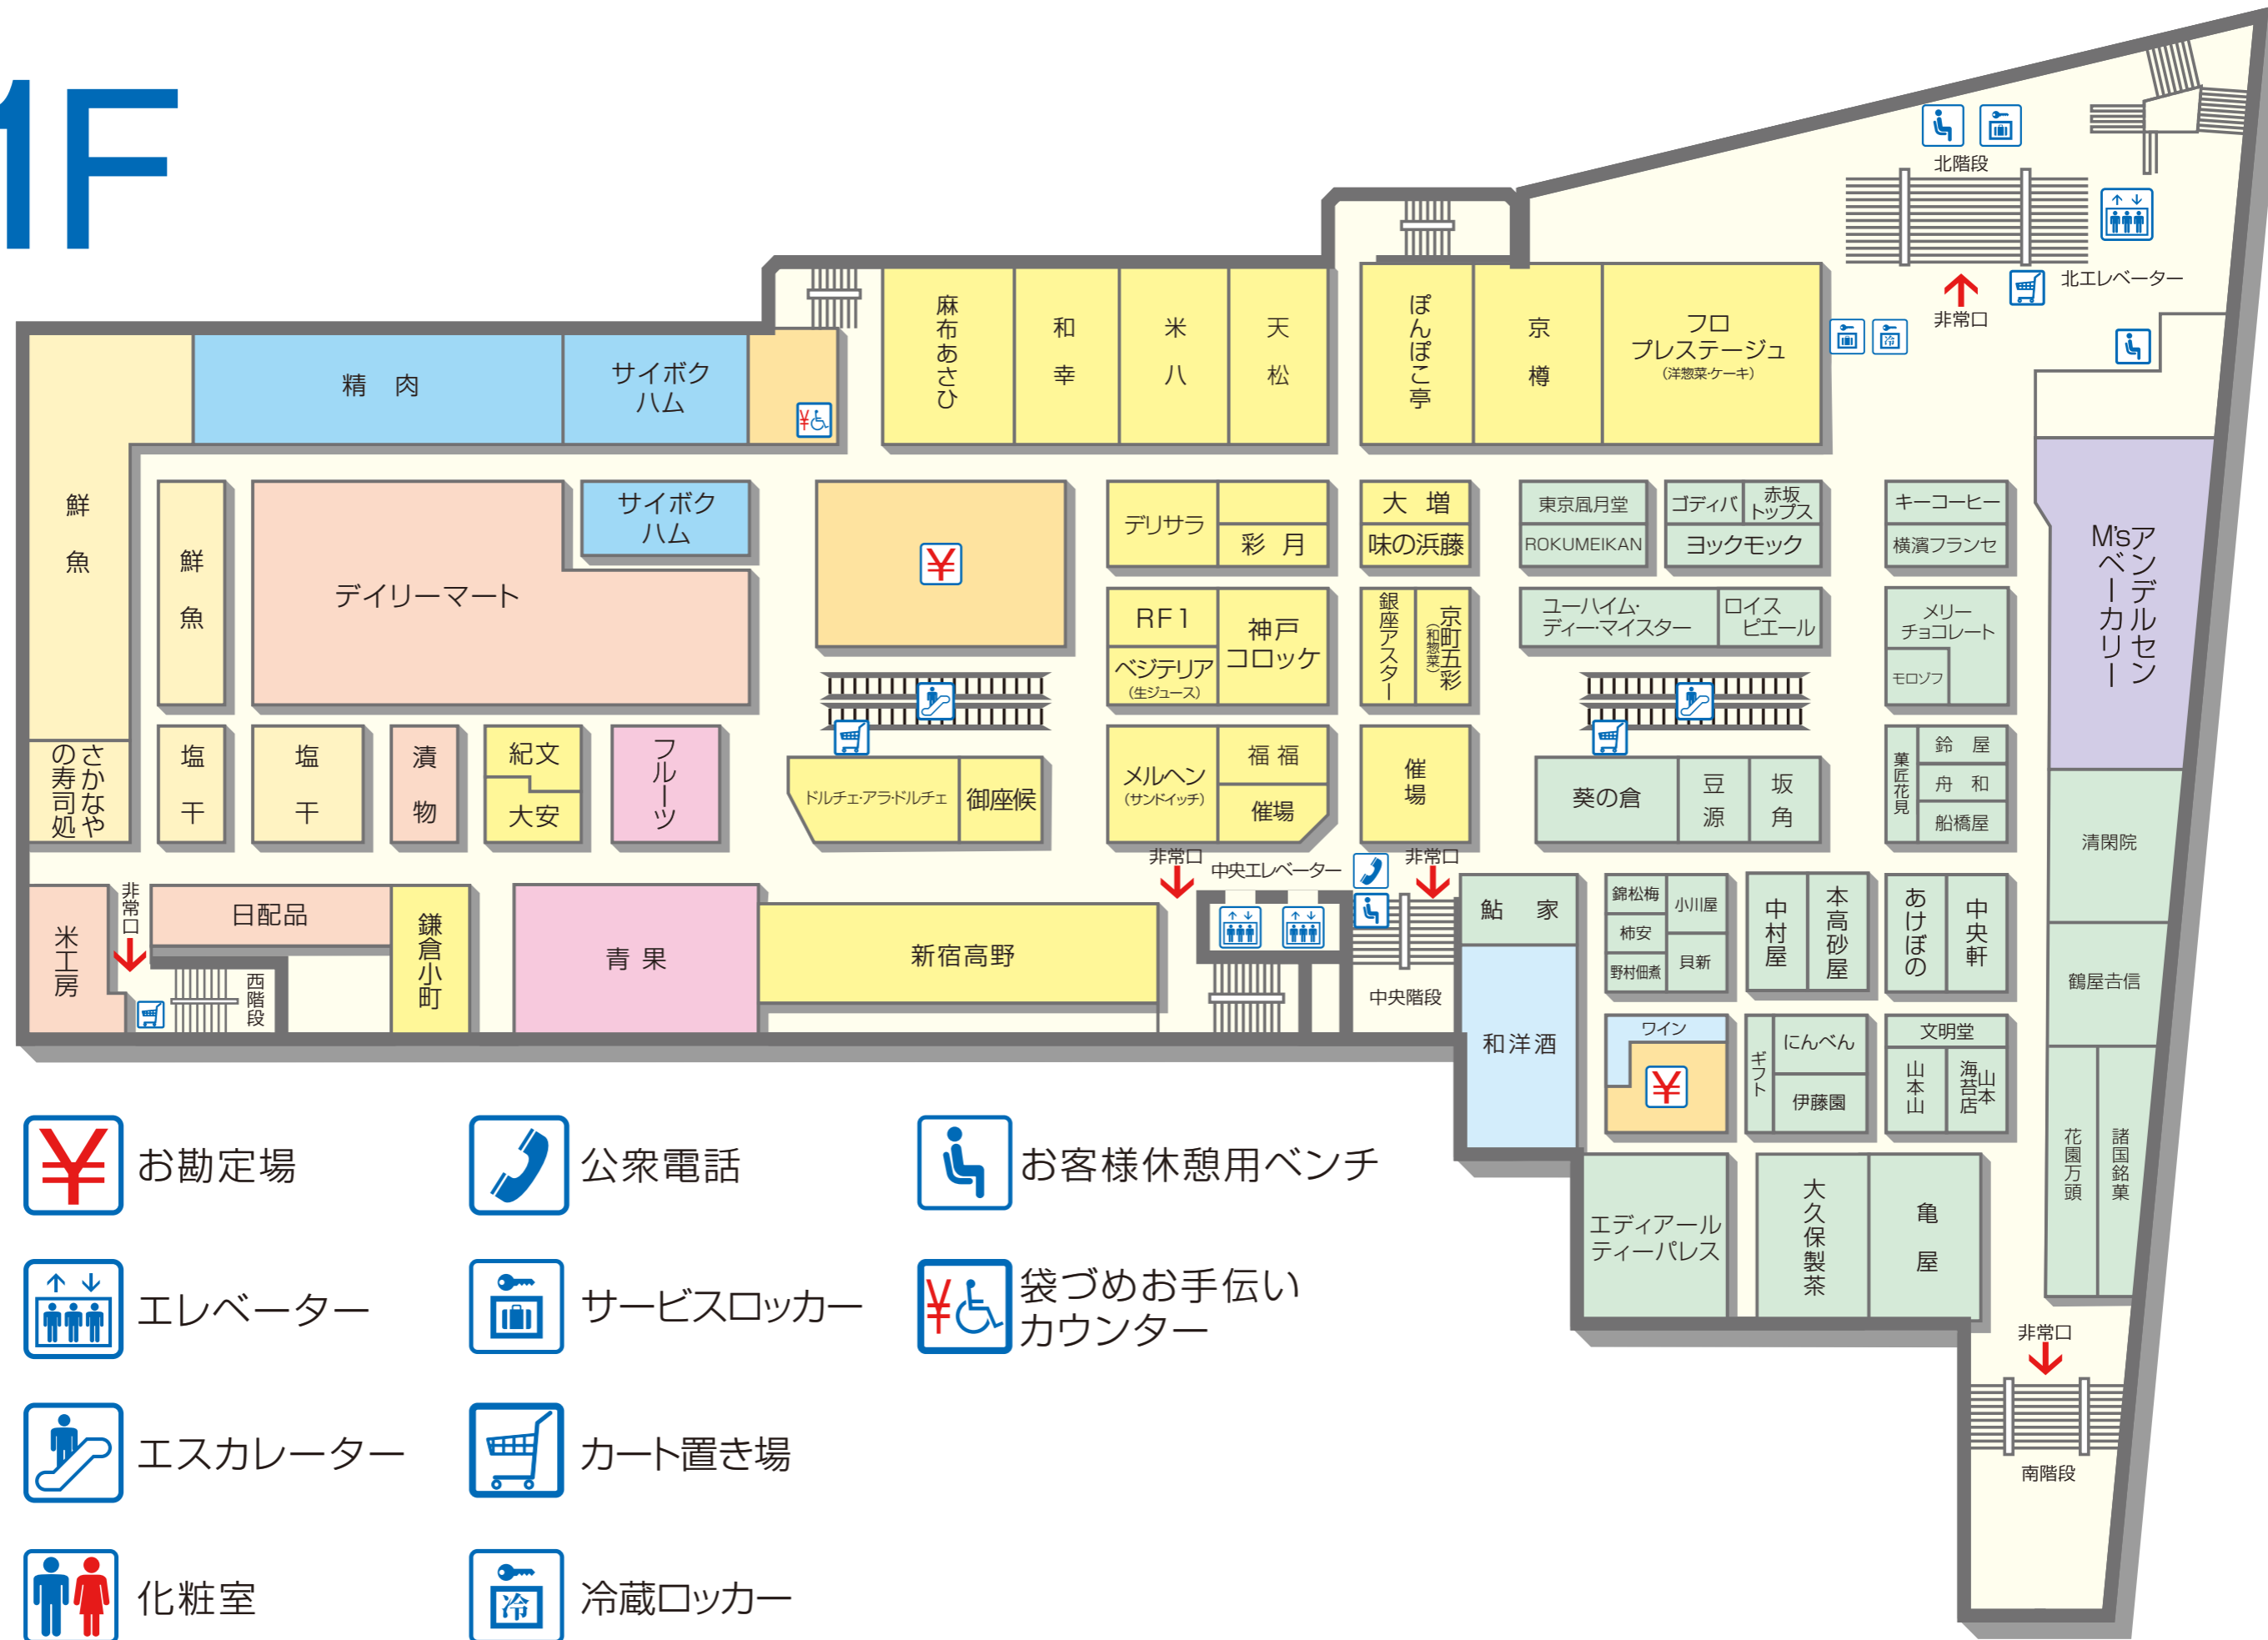 1F
北階段
北エレベーター
非常口
麻布あさひ
和幸
米八
天松
ぽんぽこ亭
京樽
フロ
プレステージュ
(洋惣菜・ケーキ)
精肉
サイボク
ハム
¥
鮮魚
鮮魚
デイリーマート
サイボク
ハム
¥
デリサラ
彩月
大増
味の浜藤
東京凮月堂
ROKUMEIKAN
ゴディバ
赤坂
トップス
ヨックモック
キーコーヒー
横濱フランセ
M'sアンデルセン
ベーカリー
RF1
ベジテリア
(生ジュース)
神戸
コロッケ
銀座アスター
京町五彩
(和惣菜)
ユーハイム・
ディー・マイスター
ロイス
ピエール
メリー
チョコレート
モロゾフ
さかなや
の寿司処
塩干
塩干
漬物
紀文
大安
フルーツ
ドルチェ・アラ・ドルチェ
御座候
メルヘン
(サンドイッチ)
福福
催場
催場
葵の倉
豆源
坂角
菓匠花見
鈴屋
舟和
船橋屋
清閑院
非常口
中央エレベーター
非常口
米工房
非常口
日配品
西階段
鎌倉小町
青果
新宿高野
中央階段
鮎家
和洋酒
錦松梅
柿安
野村佃煮
小川屋
貝新
中村屋
本高砂屋
あけぼの
中央軒
鶴屋𠮷信
ワイン
¥
ギフト
にんべん
伊藤園
文明堂
山本山
山本
海苔店
花園万頭
諸国銘菓
エディアール
ティーパレス
大久保製茶
亀屋
非常口
南階段
¥
お勘定場
公衆電話
お客様休憩用ベンチ
エレベーター
サービスロッカー
¥
袋づめお手伝い
カウンター
エスカレーター
カート置き場
化粧室
冷
冷蔵ロッカー